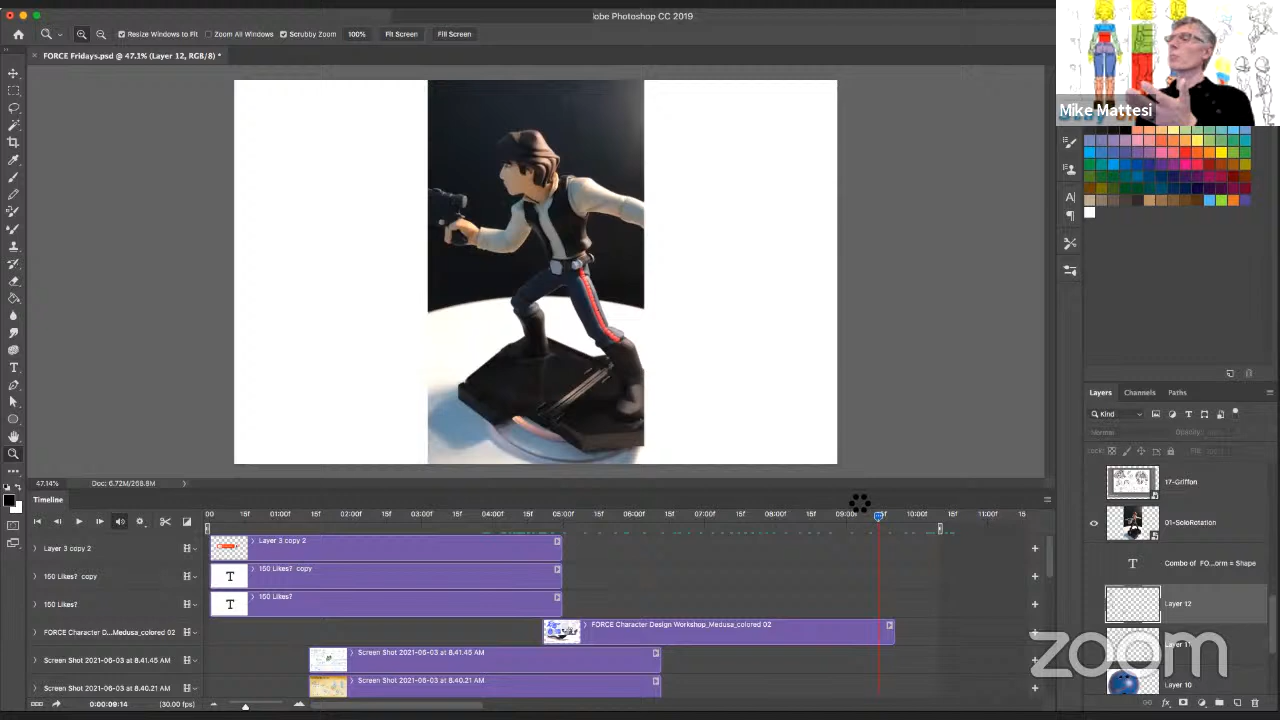 obe Photoshop CC 2019
Resize Windows to Fit
Zoom All Windows
Scrubby Zoom
100%
Fit Screen
Fill Screen
Mike Mattesi
FORCE Fridays.psd @ 47.1% (Layer 12, RGB/8) *
Layers
Channels
Paths
Kind
Normal
Opacity:
Lock:
Fill:
17-Griffon
01-SoloRotation
Combo of FO...orm = Shape
Layer 12
Layer 10
47.14%
Doc: 6.72M/268.8M
Timeline
00
15f
01:00f
15f
02:00f
15f
03:00f
15f
04:00f
15f
05:00f
15f
06:00f
15f
07:00f
15f
08:00f
15f
09:00f
15f
10:00f
15f
11:00f
15
Layer 3 copy 2
Layer 3 copy 2
150 Likes? copy
150 Likes? copy
150 Likes?
150 Likes?
FORCE Character D...Medusa_colored 02
FORCE Character Design Workshop_Medusa_colored 02
Screen Shot 2021-06-03 at 8.41.45 AM
Screen Shot 2021-06-03 at 8.41.45 AM
Screen Shot 2021-06-03 at 8.40.21 AM
Screen Shot 2021-06-03 at 8.40.21 AM
0:00:09:14
(30.00 fps)
zoom